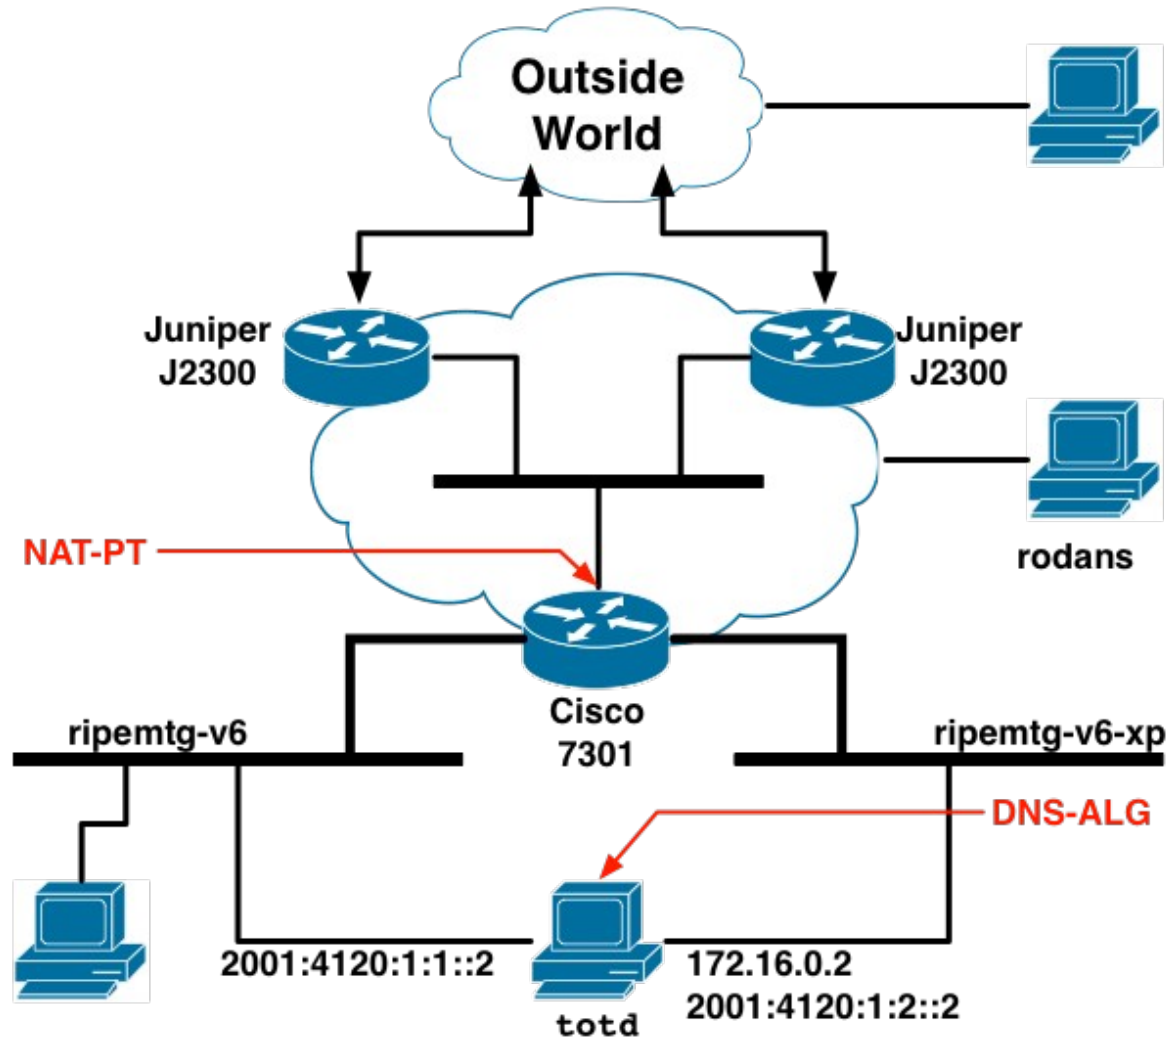 Outside
World
Juniper
J2300
Juniper
J2300
NAT-PT
rodans
Cisco
7301
ripemtg-v6
ripemtg-v6-xp
DNS-ALG
2001:4120:1:1::2
172.16.0.2
2001:4120:1:2::2
totd